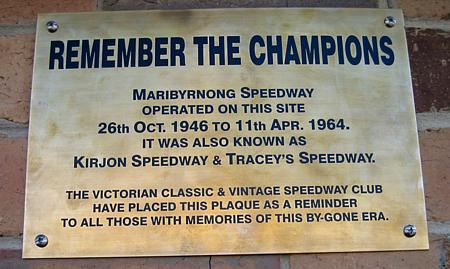 REMEMBER THE CHAMPIONS
MARIBYRNONG SPEEDWAY
OPERATED ON THIS SITE
26th OCT. 1946 TO 11th APR. 1964.
IT WAS ALSO KNOWN AS
KIRJON SPEEDWAY & TRACEY'S SPEEDWAY.
THE VICTORIAN CLASSIC & VINTAGE SPEEDWAY CLUB
HAVE PLACED THIS PLAQUE AS A REMINDER
TO ALL THOSE WITH MEMORIES OF THIS BY-GONE ERA.